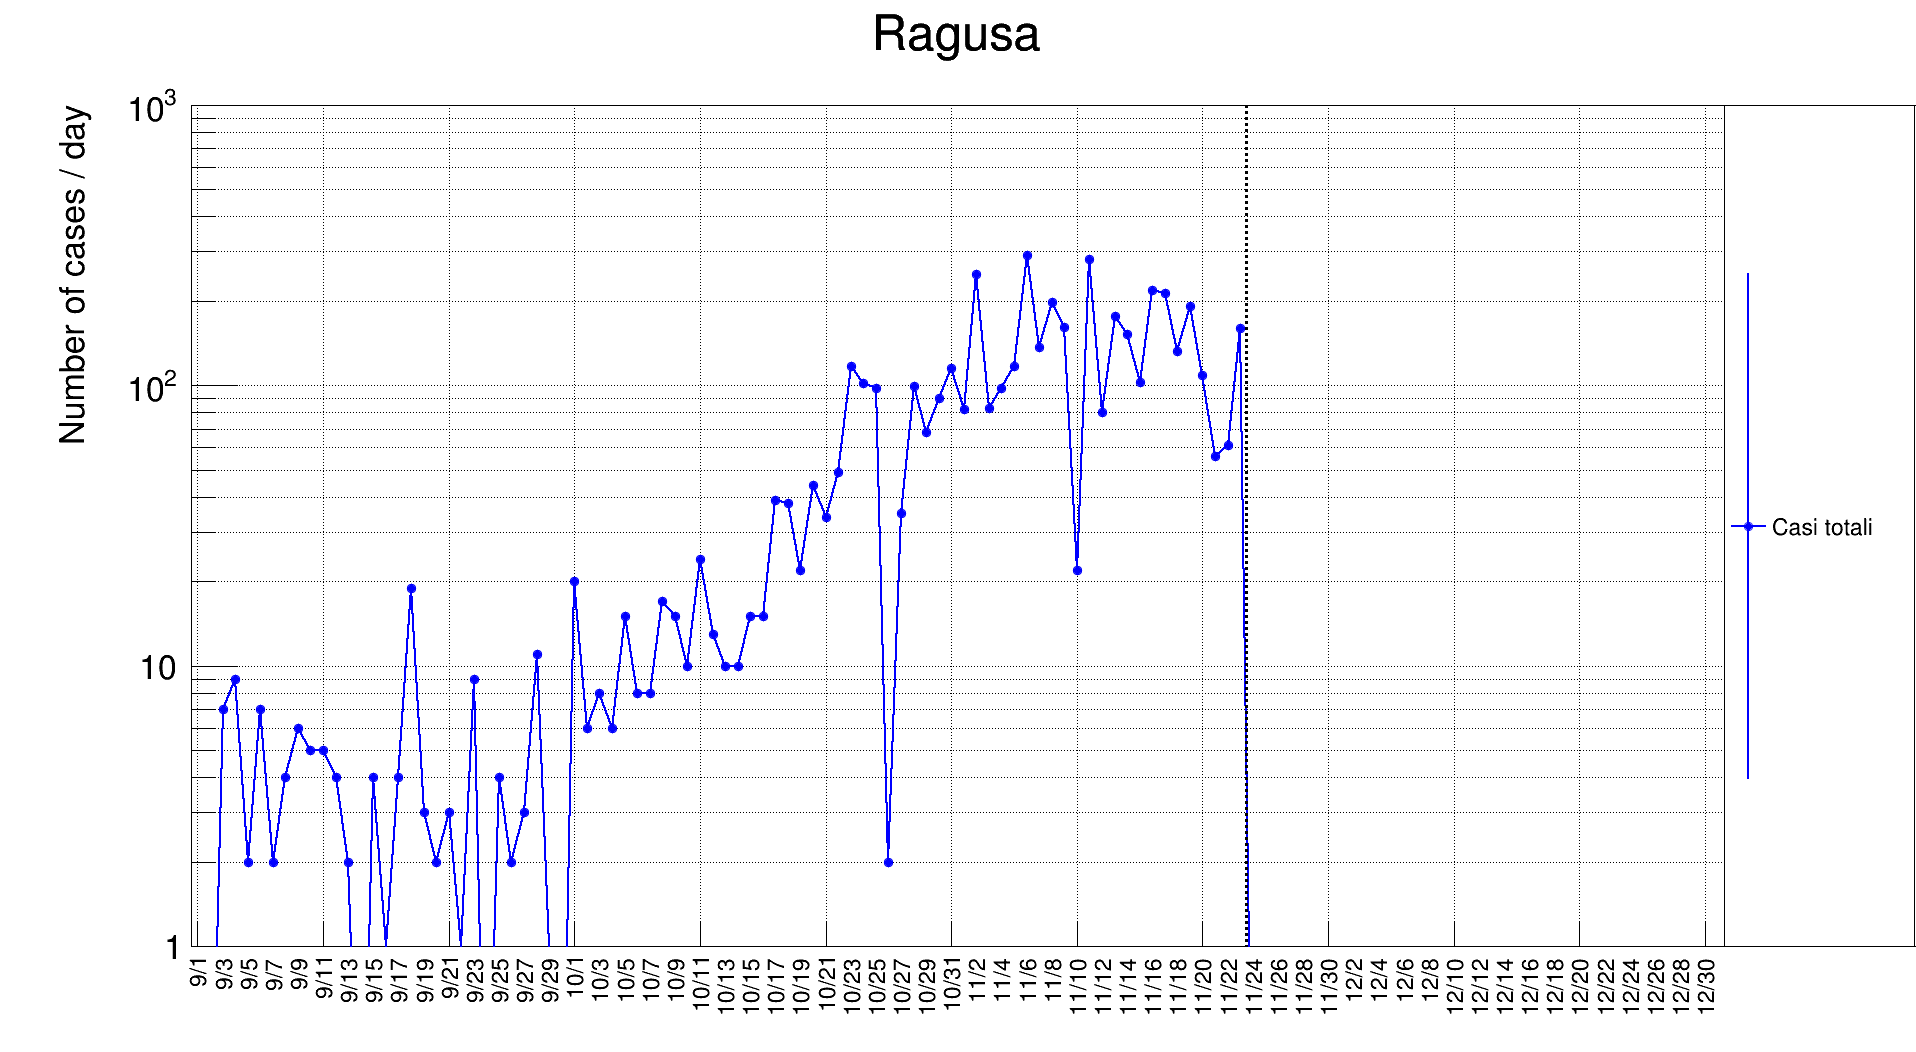 Ragusa
Number of cases / day
10³
10²
10
1
9/1 9/3 9/5 9/7 9/9 9/11 9/13 9/15 9/17 9/19 9/21 9/23 9/25 9/27 9/29 10/1 10/3 10/5 10/7 10/9 10/11 10/13 10/15 10/17 10/19 10/21 10/23 10/25 10/27 10/29 10/31 11/2 11/4 11/6 11/8 11/10 11/12 11/14 11/16 11/18 11/20 11/22 11/24 11/26 11/28 11/30 12/2 12/4 12/6 12/8 12/10 12/12 12/14 12/16 12/18 12/20 12/22 12/24 12/26 12/28 12/30
Casi totali